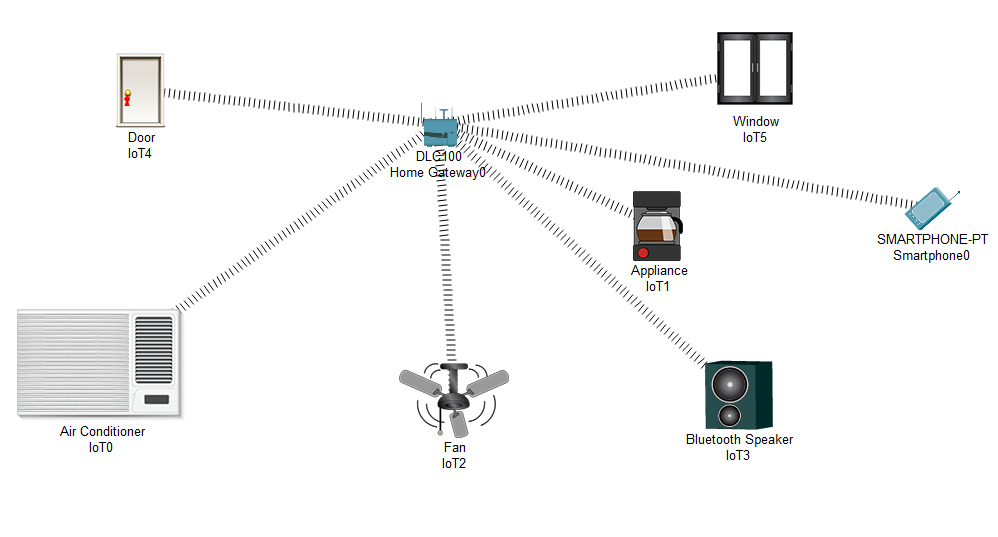 Door
IoT4
DLC100
Home Gateway0
Window
IoT5
SMARTPHONE-PT
Smartphone0
Appliance
IoT1
Air Conditioner
IoT0
Fan
IoT2
Bluetooth Speaker
IoT3